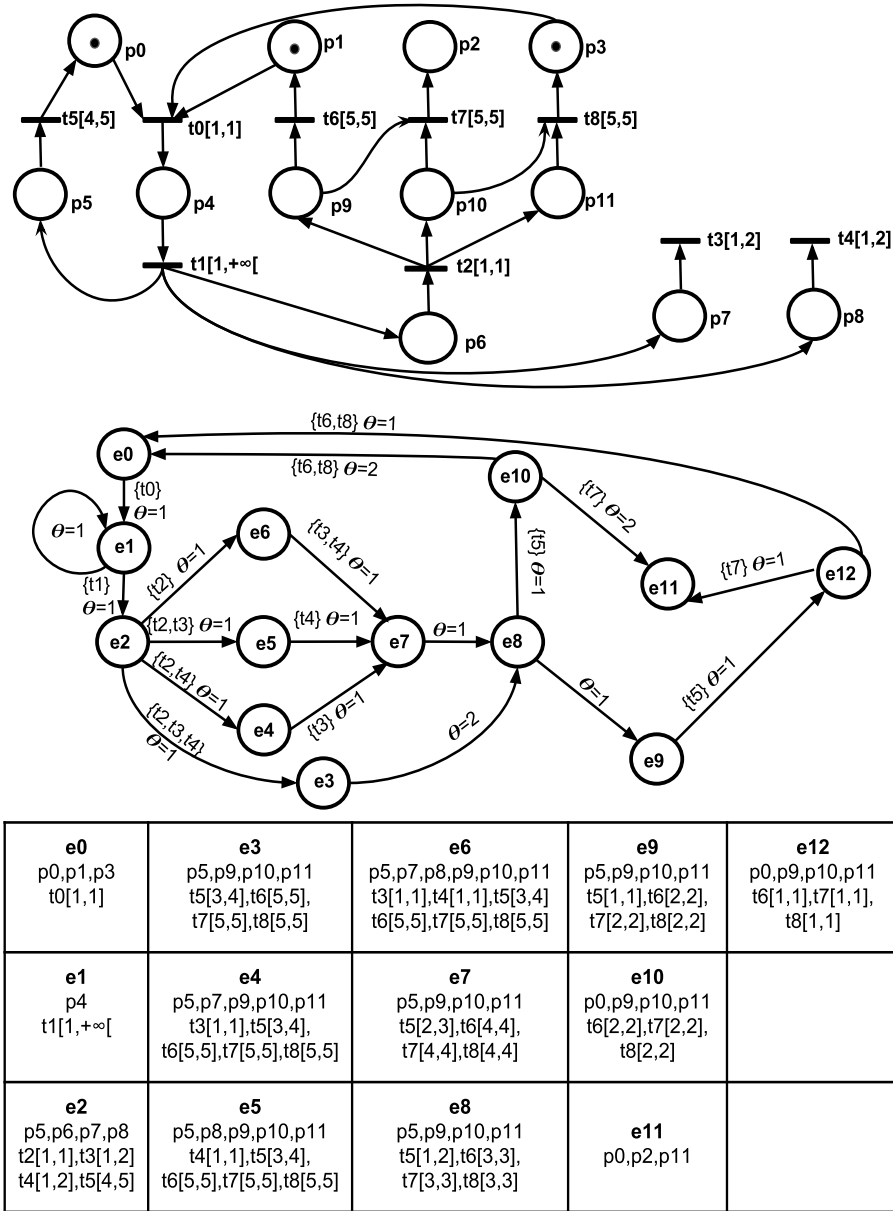 p0
p1
p2
p3
t5[4,5]
t0[1,1]
t6[5,5]
t7[5,5]
t8[5,5]
p5
p4
p9
p10
p11
t1[1,+∞[
t2[1,1]
t3[1,2]
t4[1,2]
p6
p7
p8
{t6,t8} θ=1
{t6,t8} θ=2
e0
{t0}
θ=1
e10
{t7} θ=2
θ=1
e1
{t1}
θ=1
{t2} θ=1
e6
{t3,t4} θ=1
{t5} θ=1
e11
{t7} θ=1
e12
e2
{t2,t3} θ=1
e5
{t4} θ=1
e7
θ=1
e8
{t2,t4} θ=1
e4
{t3} θ=1
θ=1
{t5} θ=1
{t2,t3,t4}
θ=1
e3
θ=2
e9
e0
p0,p1,p3
t0[1,1]
e3
p5,p9,p10,p11
t5[3,4],t6[5,5],
t7[5,5],t8[5,5]
e6
p5,p7,p8,p9,p10,p11
t3[1,1],t4[1,1],t5[3,4]
t6[5,5],t7[5,5],t8[5,5]
e9
p5,p9,p10,p11
t5[1,1],t6[2,2],
t7[2,2],t8[2,2]
e12
p0,p9,p10,p11
t6[1,1],t7[1,1],
t8[1,1]
e1
p4
t1[1,+∞[
e4
p5,p7,p9,p10,p11
t3[1,1],t5[3,4],
t6[5,5],t7[5,5],t8[5,5]
e7
p5,p9,p10,p11
t5[2,3],t6[4,4],
t7[4,4],t8[4,4]
e10
p0,p9,p10,p11
t6[2,2],t7[2,2],
t8[2,2]
e2
p5,p6,p7,p8
t2[1,1],t3[1,2]
t4[1,2],t5[4,5]
e5
p5,p8,p9,p10,p11
t4[1,1],t5[3,4],
t6[5,5],t7[5,5],t8[5,5]
e8
p5,p9,p10,p11
t5[1,2],t6[3,3],
t7[3,3],t8[3,3]
e11
p0,p2,p11